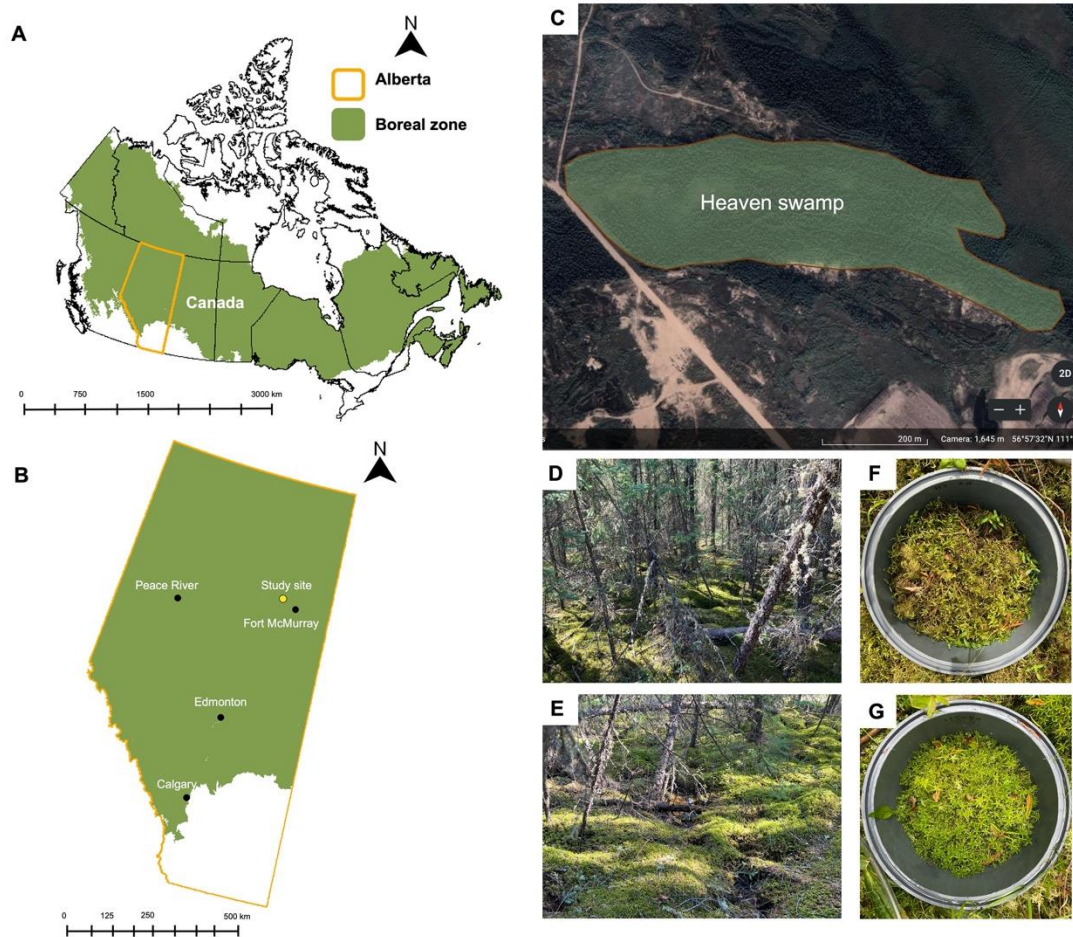 A
N
Alberta
Boreal zone
Canada
0 750 1500 3000 km
B
N
Peace River
Study site
Fort McMurray
Edmonton
Calgary
0 125 250 500 km
C
Heaven swamp
2D
200 m Camera: 1,645 m 56°57'32"N 111°
D
E
F
G